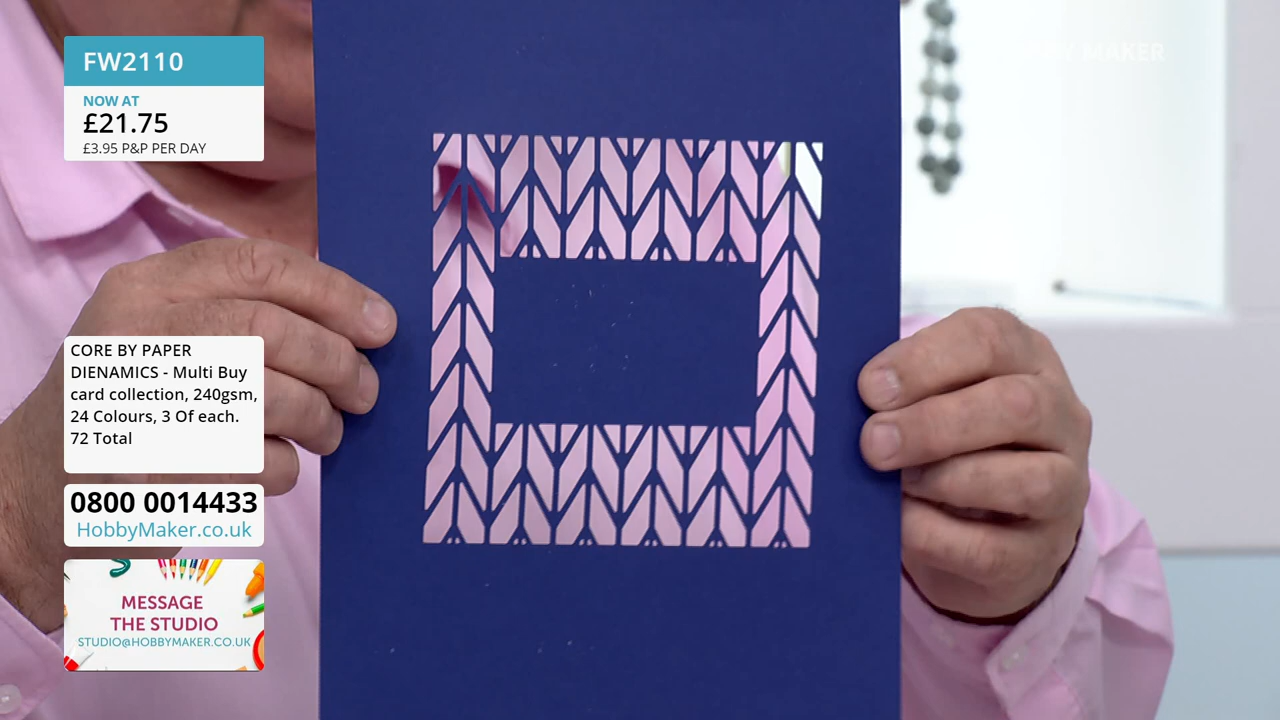 FW2110
NOW AT
£21.75
£3.95 P&P PER DAY
CORE BY PAPER
DIENAMICS - Multi Buy
card collection, 240gsm,
24 Colours, 3 Of each.
72 Total
0800 0014433
HobbyMaker.co.uk
MESSAGE
THE STUDIO
STUDIO@HOBBYMAKER.CO.UK
MAKER